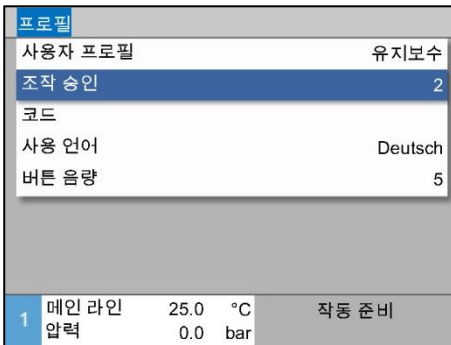 프로필
사용자 프로필 유지보수
조작 승인 2
코드
사용 언어 Deutsch
버튼 음량 5
1 메인 라인 25.0 °C 작동 준비
압력 0.0 bar